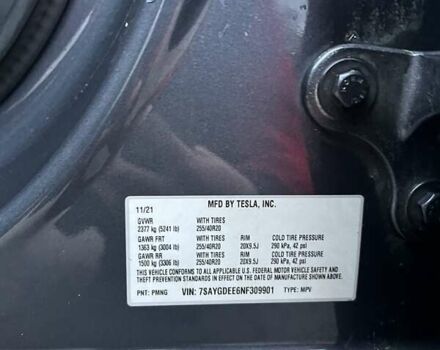 MFD BY TESLA, INC.
11/21
GVWR WITH TIRES
2377 kg (5241 lb) 255/40R20
GAWR FRT WITH TIRES RIM COLD TIRE PRESSURE
1363 kg (3004 lb) 255/40R20 20X9.5J 290 kPa, 42 psi
GAWR RR WITH TIRES RIM COLD TIRE PRESSURE
1500 kg (3306 lb) 255/40R20 20X9.5J 290 kPa, 42 psi
THIS VEHICLE CONFORMS TO ALL APPLICABLE U.S. FEDERAL MOTOR VEHICLE SAFETY AND
THEFT PREVENTION STANDARDS IN EFFECT ON THE DATE OF MANUFACTURE SHOWN ABOVE.
PNT: PMNG VIN: 7SAYGDEE6NF309901 TYPE: MPV